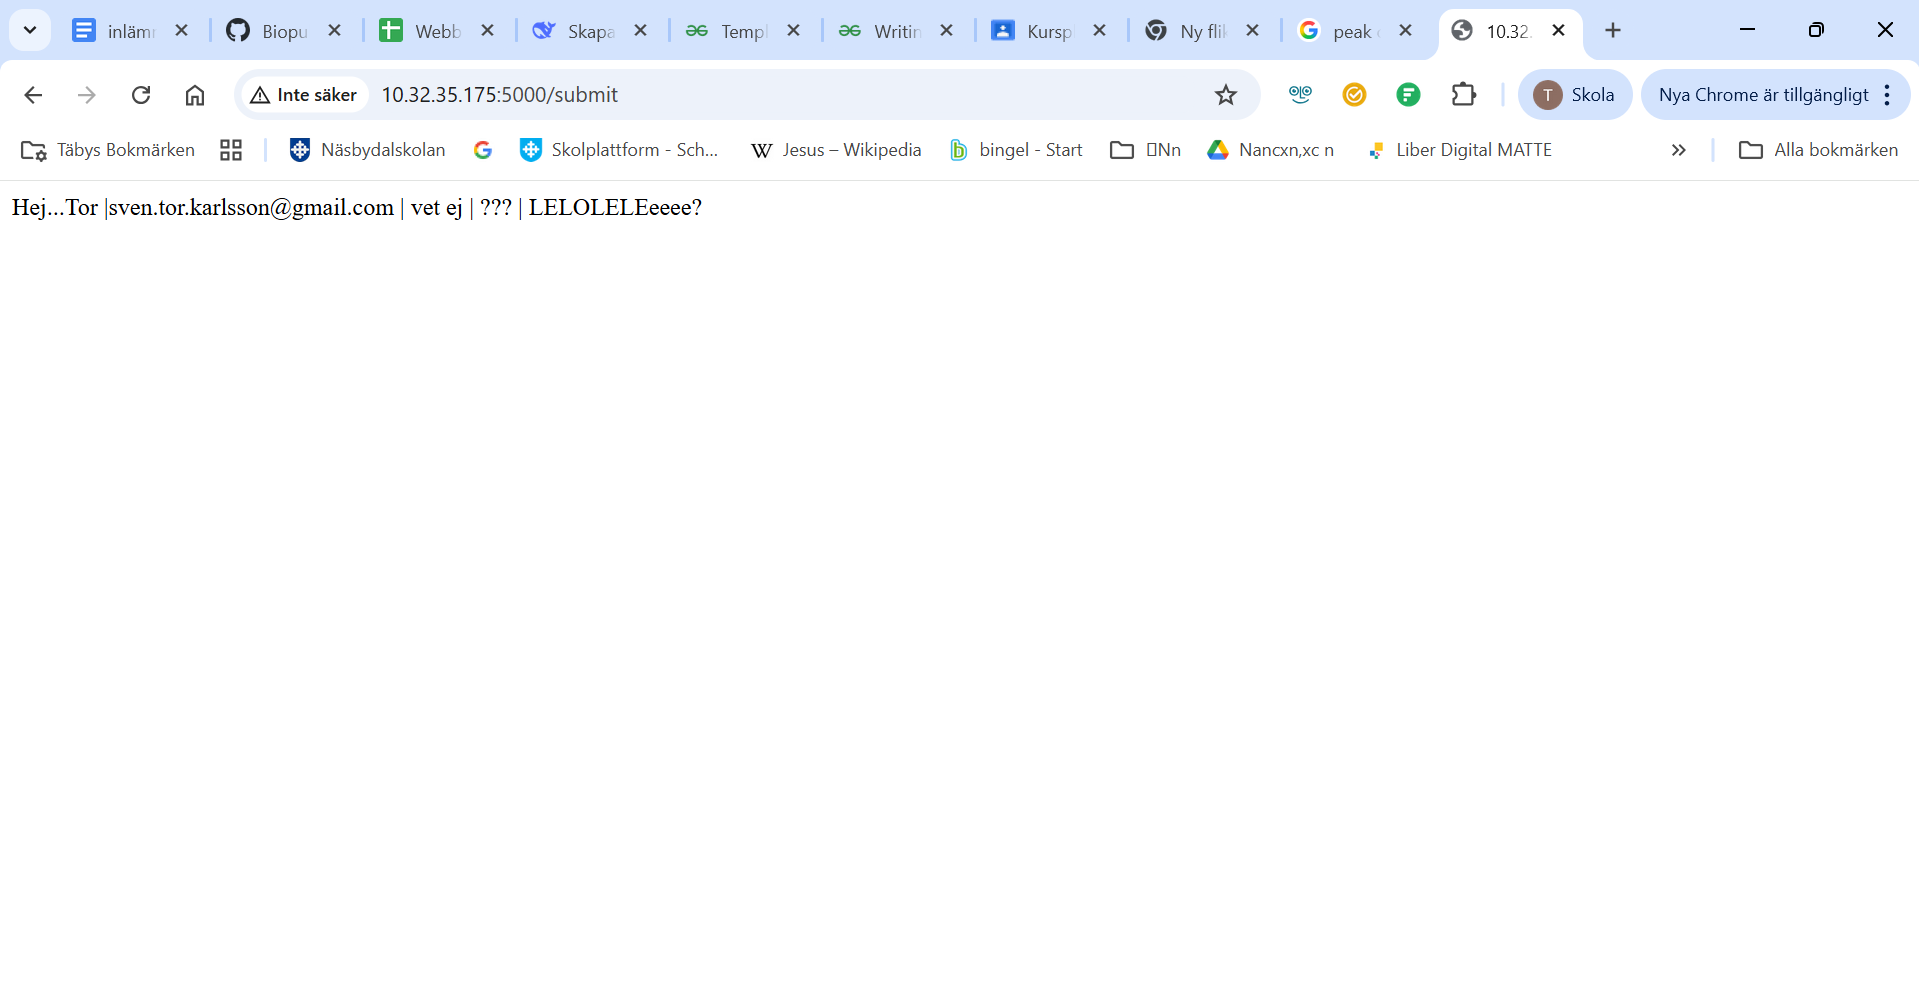 inlämn Biopu Webb Skapa Templ Writin Kursp Ny flik peak 10.32.
Inte säker 10.32.35.175:5000/submit T Skola Nya Chrome är tillgängligt
Täbys Bokmärken Näsbydalskolan Skolplattform - Sch... W Jesus – Wikipedia bingel - Start Nn Nancxn,xc n Liber Digital MATTE Alla bokmärken
Hej...Tor |sven.tor.karlsson@gmail.com | vet ej | ??? | LELOLELEeeee?